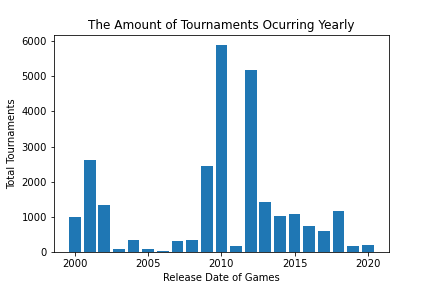 The Amount of Tournaments Ocurring Yearly
6000
5000
4000
3000
2000
1000
0
Total Tournaments
2000 2005 2010 2015 2020
Release Date of Games